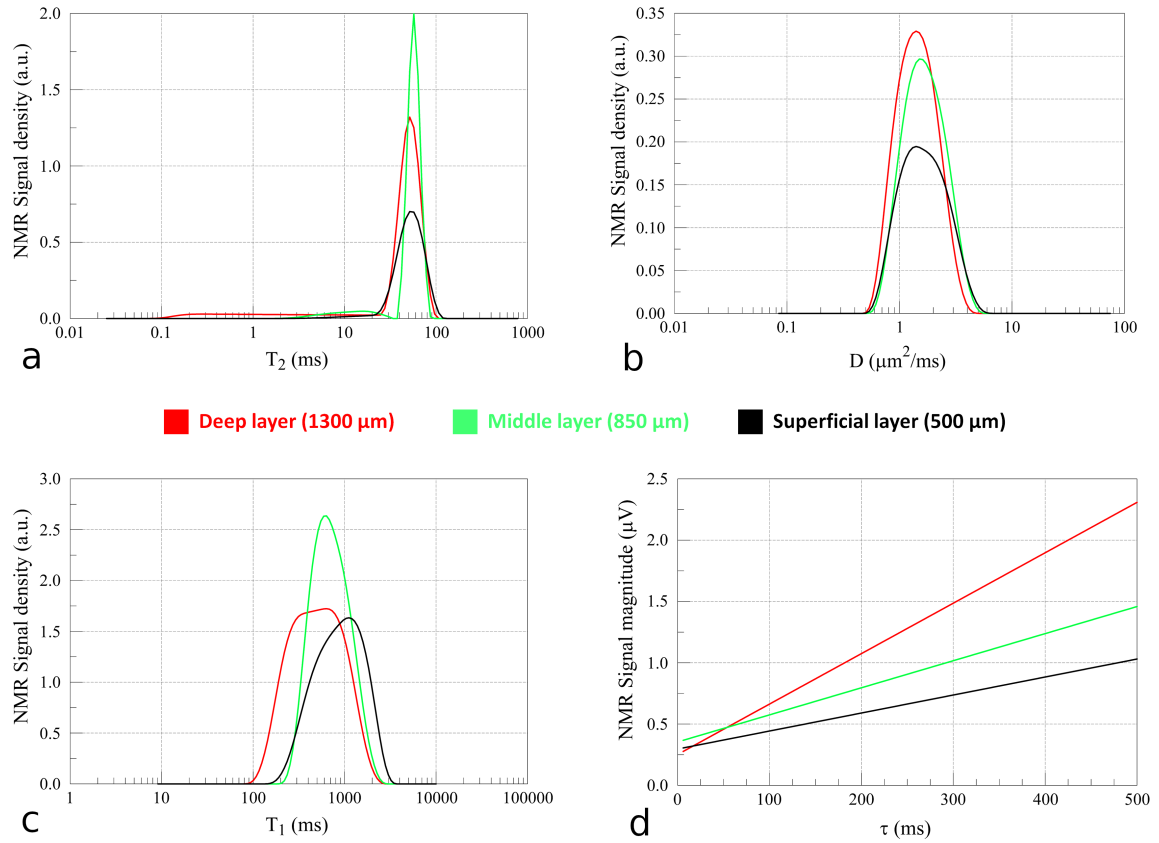 NMR Signal density (a.u.)
2.0
1.5
1.0
0.5
0.0
0.01 0.1 1 10 100 1000
T₂ (ms)
a
NMR Signal density (a.u.)
0.35
0.30
0.25
0.20
0.15
0.10
0.05
0.00
0.01 0.1 1 10 100
D (μm²/ms)
b
Deep layer (1300 μm) Middle layer (850 μm) Superficial layer (500 μm)
NMR Signal density (a.u.)
3.0
2.5
2.0
1.5
1.0
0.5
0.0
1 10 100 1000 10000 100000
T₁ (ms)
c
NMR Signal magnitude (μV)
2.5
2.0
1.5
1.0
0.5
0.0
0 100 200 300 400 500
τ (ms)
d